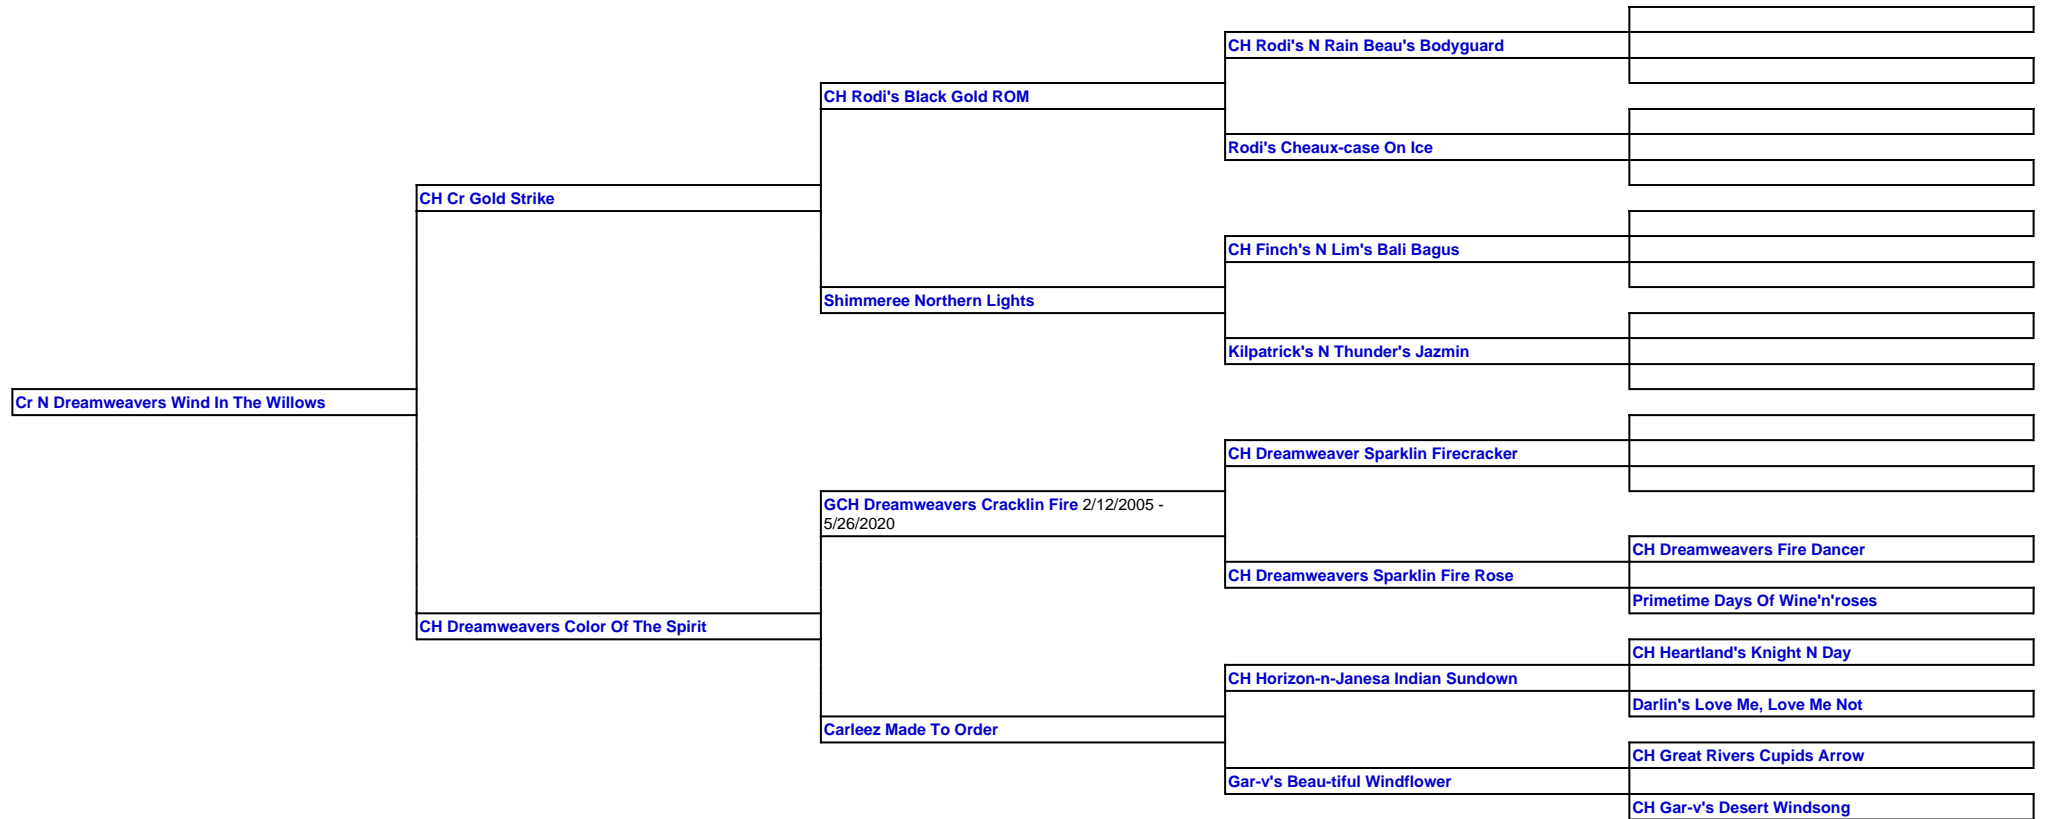 CH Rodi's N Rain Beau's Bodyguard
CH Rodi's Black Gold ROM
Rodi's Cheaux-case On Ice
CH Cr Gold Strike
CH Finch's N Lim's Bali Bagus
Shimmeree Northern Lights
Kilpatrick's N Thunder's Jazmin
Cr N Dreamweavers Wind In The Willows
CH Dreamweaver Sparklin Firecracker
GCH Dreamweavers Cracklin Fire 2/12/2005 -
5/26/2020
CH Dreamweavers Fire Dancer
CH Dreamweavers Sparklin Fire Rose
Primetime Days Of Wine'n'roses
CH Dreamweavers Color Of The Spirit
CH Heartland's Knight N Day
CH Horizon-n-Janesa Indian Sundown
Darlin's Love Me, Love Me Not
Carleez Made To Order
CH Great Rivers Cupids Arrow
Gar-v's Beau-tiful Windflower
CH Gar-v's Desert Windsong